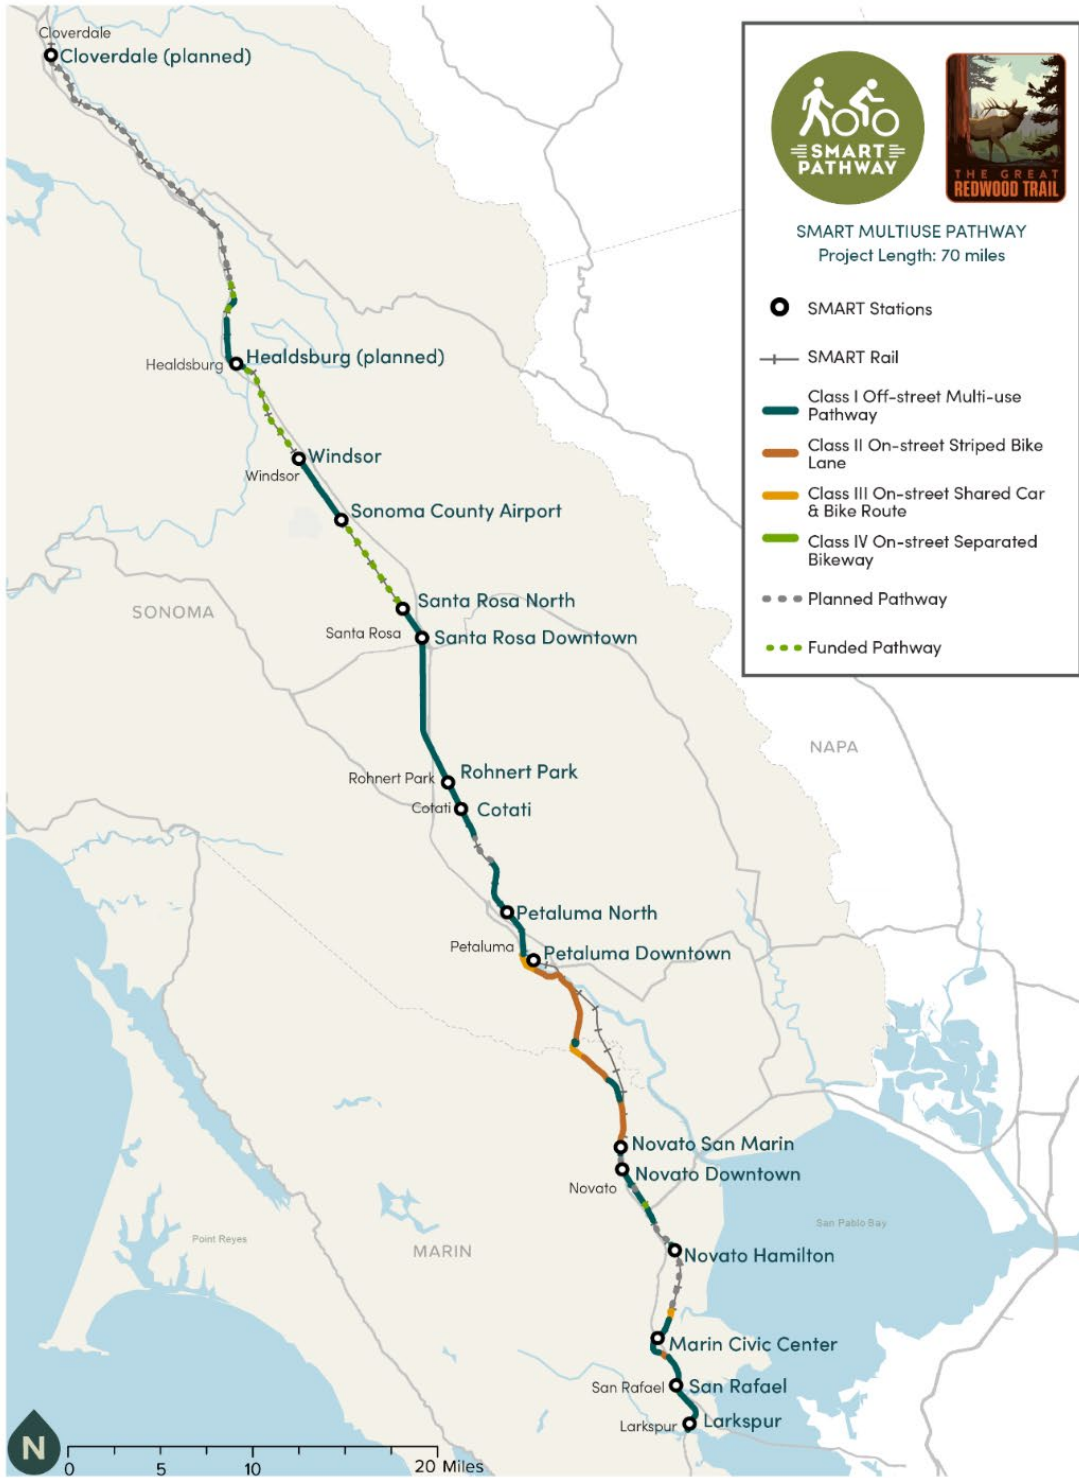 Cloverdale
Cloverdale (planned)
SMART
PATHWAY
THE GREAT
REDWOOD TRAIL
SMART MULTIUSE PATHWAY
Project Length: 70 miles
SMART Stations
SMART Rail
Class I Off-street Multi-use
Pathway
Class II On-street Striped Bike
Lane
Class III On-street Shared Car
& Bike Route
Class IV On-street Separated
Bikeway
Planned Pathway
Funded Pathway
Healdsburg
Healdsburg (planned)
Windsor
Windsor
Sonoma County Airport
SONOMA
Santa Rosa North
Santa Rosa
Santa Rosa Downtown
NAPA
Rohnert Park
Rohnert Park
Cotati
Cotati
Petaluma North
Petaluma
Petaluma Downtown
Novato San Marin
Novato Downtown
Novato
San Pablo Bay
Point Reyes
MARIN
Novato Hamilton
Marin Civic Center
San Rafael
San Rafael
Larkspur
Larkspur
N
0 5 10 20 Miles